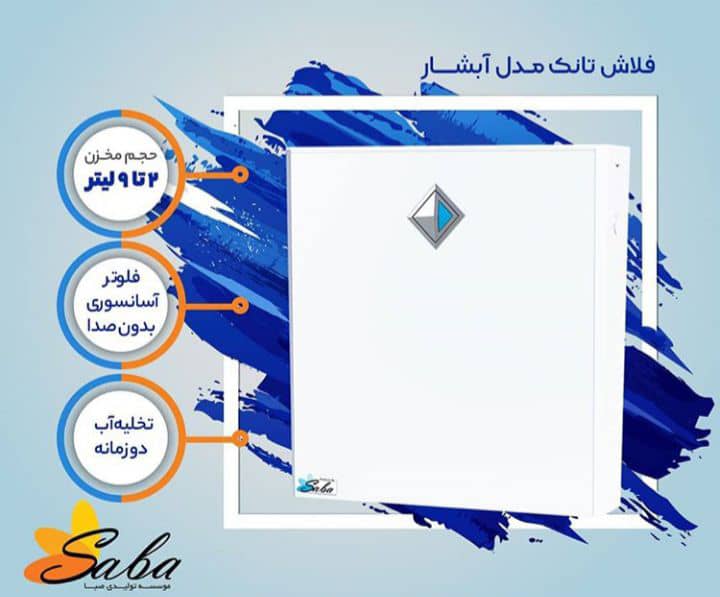 فلاش تانک مدل آبشار
حجم مخزن
۲ تا ۹ لیتر
فلوتر
آسانسوری
بدون صدا
تخلیه‌آب
دوزمانه
Saba
Saba
موسسه تولیدی صبا